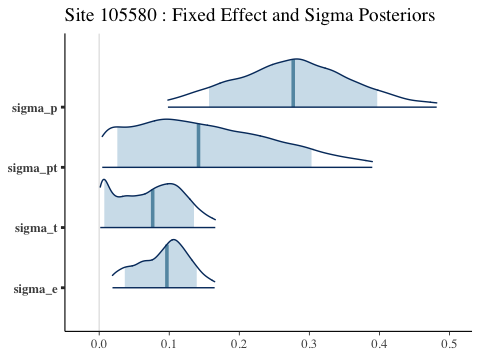 Site 105580 : Fixed Effect and Sigma Posteriors
sigma_p
sigma_pt
sigma_t
sigma_e
0.0 0.1 0.2 0.3 0.4 0.5